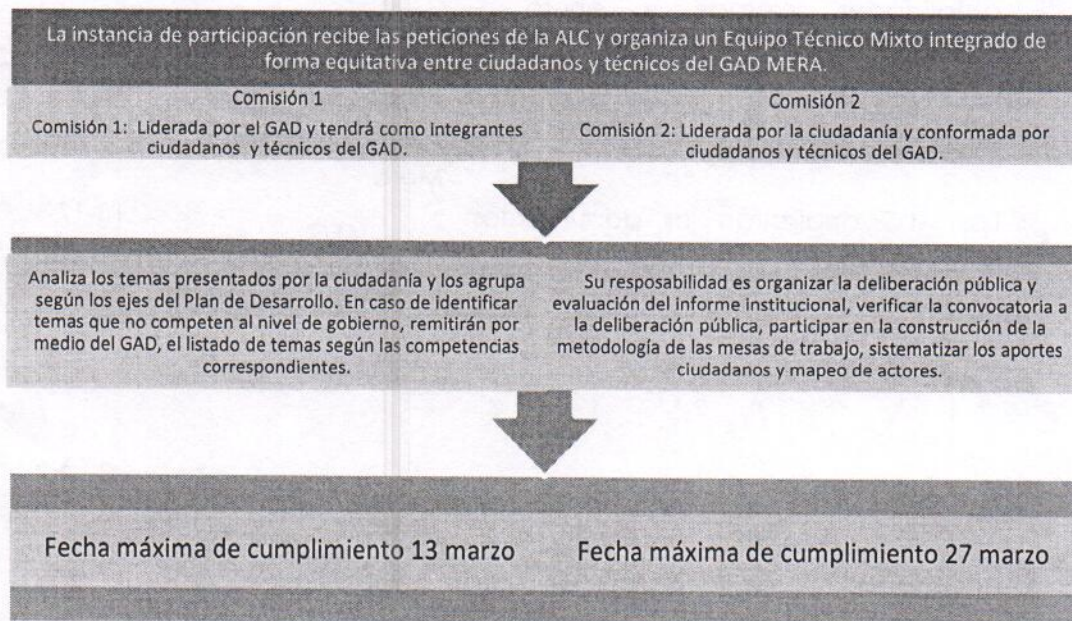 La instancia de participación recibe las peticiones de la ALC y organiza un Equipo Técnico Mixto integrado de
forma equitativa entre ciudadanos y técnicos del GAD MERA.
Comisión 1
Comisión 1: Liderada por el GAD y tendrá como integrantes
ciudadanos y técnicos del GAD.
Comisión 2
Comisión 2: Liderada por la ciudadanía y conformada por
ciudadanos y técnicos del GAD.
Analiza los temas presentados por la ciudadanía y los agrupa
según los ejes del Plan de Desarrollo. En caso de identificar
temas que no competen al nivel de gobierno, remitirán por
medio del GAD, el listado de temas según las competencias
correspondientes.
Su resposabilidad es organizar la deliberación pública y
evaluación del informe institucional, verificar la convocatoria a
la deliberación pública, participar en la construcción de la
metodología de las mesas de trabajo, sistematizar los aportes
ciudadanos y mapeo de actores.
Fecha máxima de cumplimiento 13 marzo
Fecha máxima de cumplimiento 27 marzo